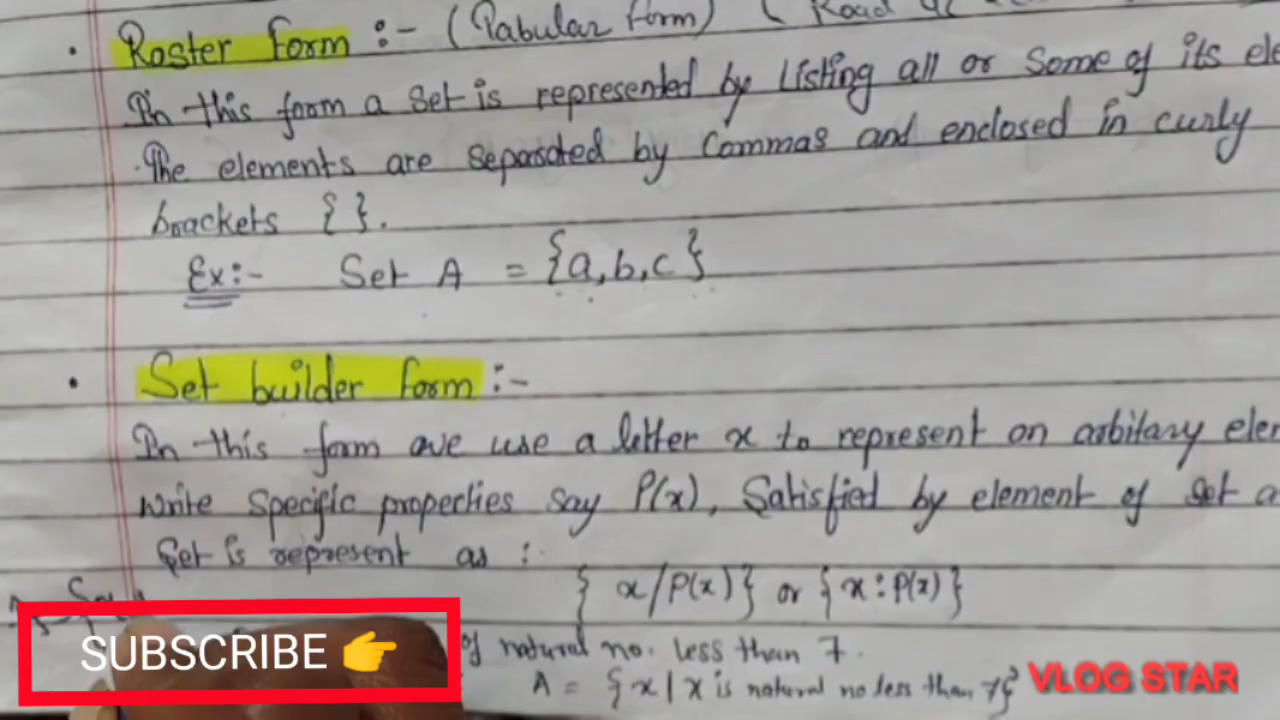 Roster Form :- (Tabular form) ( Road
In this form a set is represented by Listing all or Some of its ele
The elements are separated by Commas and enclosed in curly
brackets { }.
Ex:- Set A = {a, b, c}
Set builder form :-
In this form we use a letter x to represent an arbitary elem
Write Specific properties say P(x), Satisfied by element of set a
Set is represent as :
{ x/P(x)} or {x : P(x)}
SUBSCRIBE 👉
of natural no. less than 7.
A = {x | x is natural no less than 7}
VLOG STAR